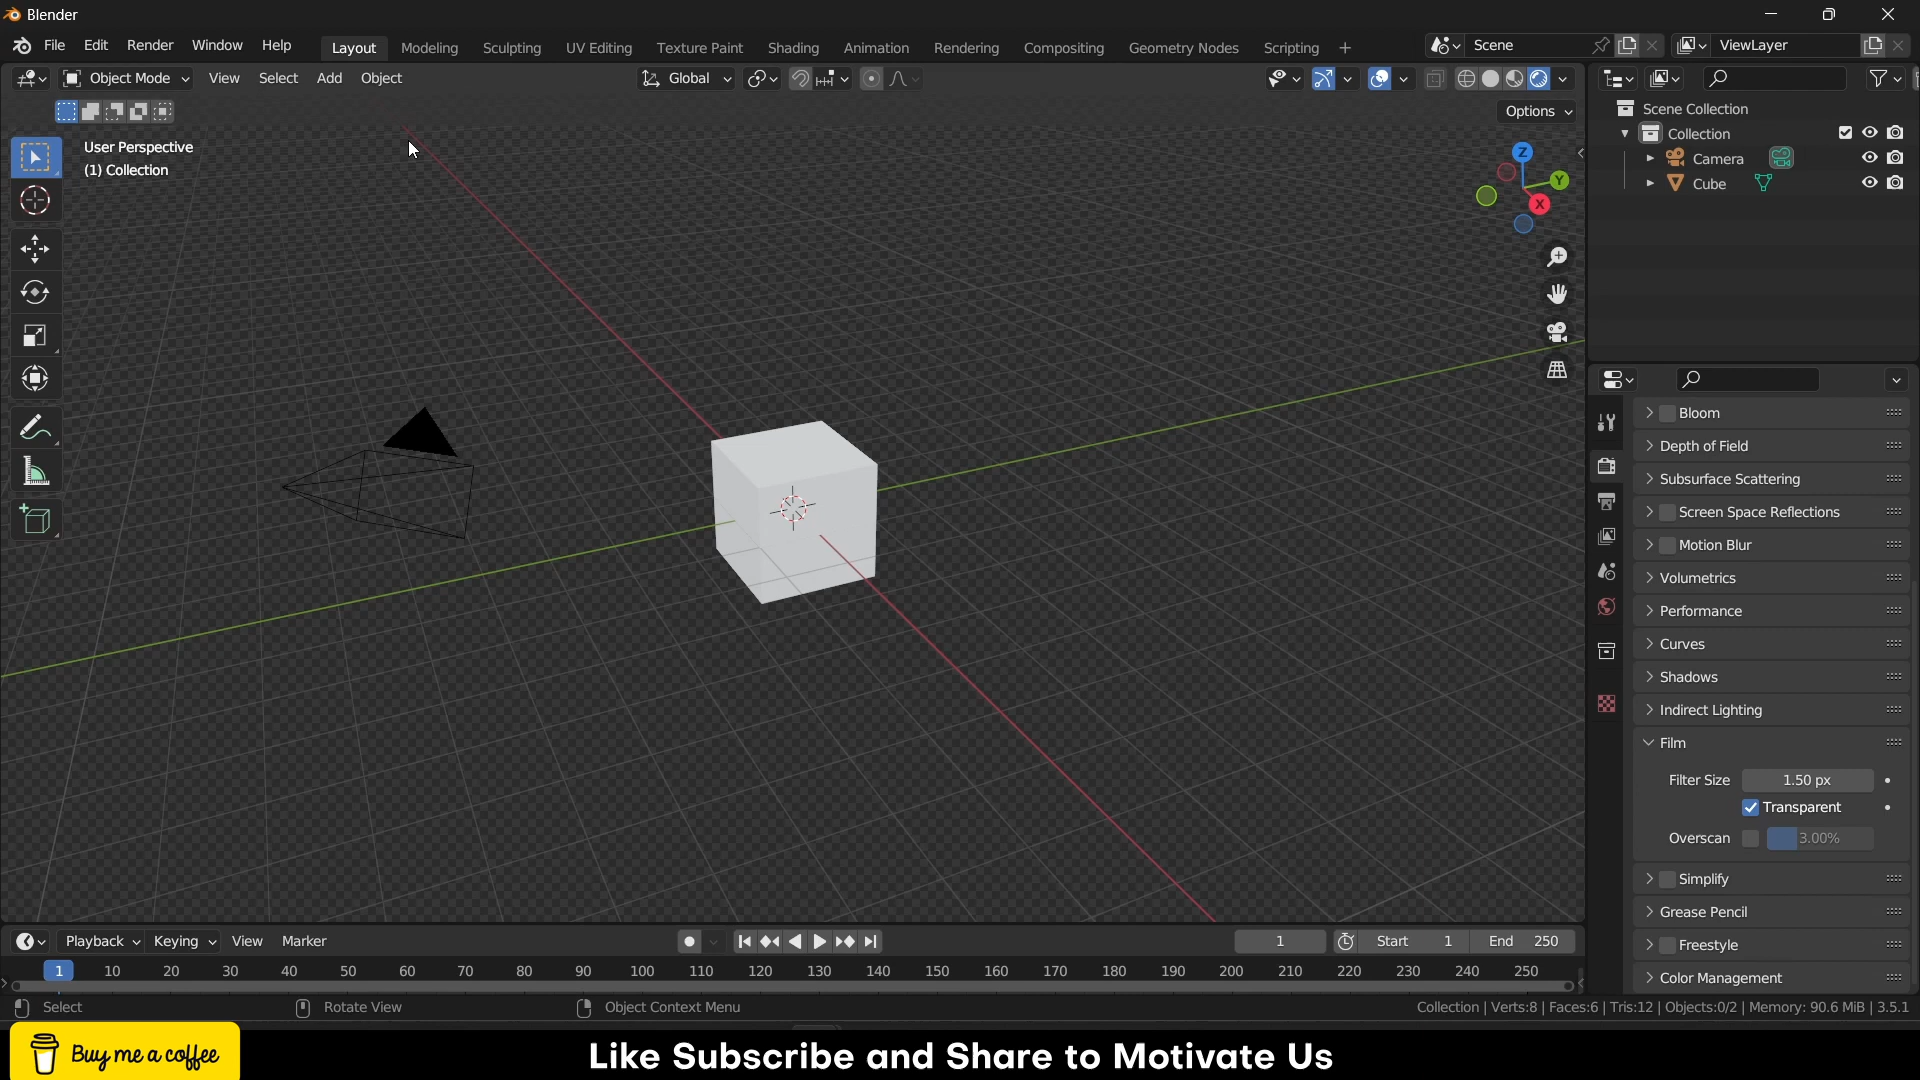 Blender
File Edit Render Window Help
Layout Modeling Sculpting UV Editing Texture Paint Shading Animation Rendering Compositing Geometry Nodes Scripting +
Scene
ViewLayer
Object Mode View Select Add Object
Global
Options
User Perspective
(1) Collection
Z
Y
X
Scene Collection
Collection
Camera
Cube
Bloom
Depth of Field
Subsurface Scattering
Screen Space Reflections
Motion Blur
Volumetrics
Performance
Curves
Shadows
Indirect Lighting
Film
Filter Size 1.50 px
Transparent
Overscan 3.00%
Simplify
Grease Pencil
Freestyle
Color Management
Playback Keying View Marker
1 Start 1 End 250
1 10 20 30 40 50 60 70 80 90 100 110 120 130 140 150 160 170 180 190 200 210 220 230 240 250
Select Rotate View Object Context Menu
Collection | Verts:8 | Faces:6 | Tris:12 | Objects:0/2 | Memory: 90.6 MiB | 3.5.1
Buy me a coffee
Like Subscribe and Share to Motivate Us